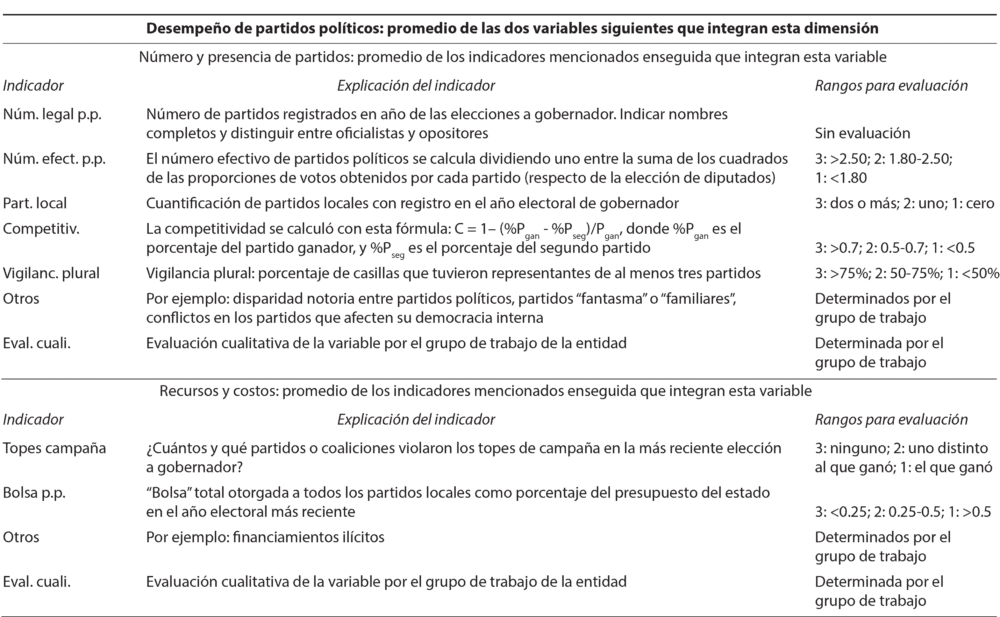 Desempeño de partidos políticos: promedio de las dos variables siguientes que integran esta dimensión
Número y presencia de partidos: promedio de los indicadores mencionados enseguida que integran esta variable
Indicador Explicación del indicador Rangos para evaluación
Núm. legal p.p. Número de partidos registrados en año de las elecciones a gobernador. Indicar nombres
completos y distinguir entre oficialistas y opositores Sin evaluación
Núm. efect. p.p. El número efectivo de partidos políticos se calcula dividiendo uno entre la suma de los cuadrados 3: >2.50; 2: 1.80-2.50;
de las proporciones de votos obtenidos por cada partido (respecto de la elección de diputados) 1: <1.80
Part. local Cuantificación de partidos locales con registro en el año electoral de gobernador 3: dos o más; 2: uno; 1: cero
Competitiv. La competitividad se calculó con esta fórmula: C = 1– (%Pgan - %Pseg)/Pgan, donde %Pgan es el
porcentaje del partido ganador, y %Pseg es el porcentaje del segundo partido 3: >0.7; 2: 0.5-0.7; 1: <0.5
Vigilanc. plural Vigilancia plural: porcentaje de casillas que tuvieron representantes de al menos tres partidos 3: >75%; 2: 50-75%; 1: <50%
Otros Por ejemplo: disparidad notoria entre partidos políticos, partidos “fantasma” o “familiares”, Determinados por el
conflictos en los partidos que afecten su democracia interna grupo de trabajo
Eval. cuali. Evaluación cualitativa de la variable por el grupo de trabajo de la entidad Determinada por el
grupo de trabajo
Recursos y costos: promedio de los indicadores mencionados enseguida que integran esta variable
Indicador Explicación del indicador Rangos para evaluación
Topes campaña ¿Cuántos y qué partidos o coaliciones violaron los topes de campaña en la más reciente elección 3: ninguno; 2: uno distinto
a gobernador? al que ganó; 1: el que ganó
Bolsa p.p. “Bolsa” total otorgada a todos los partidos locales como porcentaje del presupuesto del estado
en el año electoral más reciente 3: <0.25; 2: 0.25-0.5; 1: >0.5
Otros Por ejemplo: financiamientos ilícitos Determinados por el
grupo de trabajo
Eval. cuali. Evaluación cualitativa de la variable por el grupo de trabajo de la entidad Determinada por el
grupo de trabajo